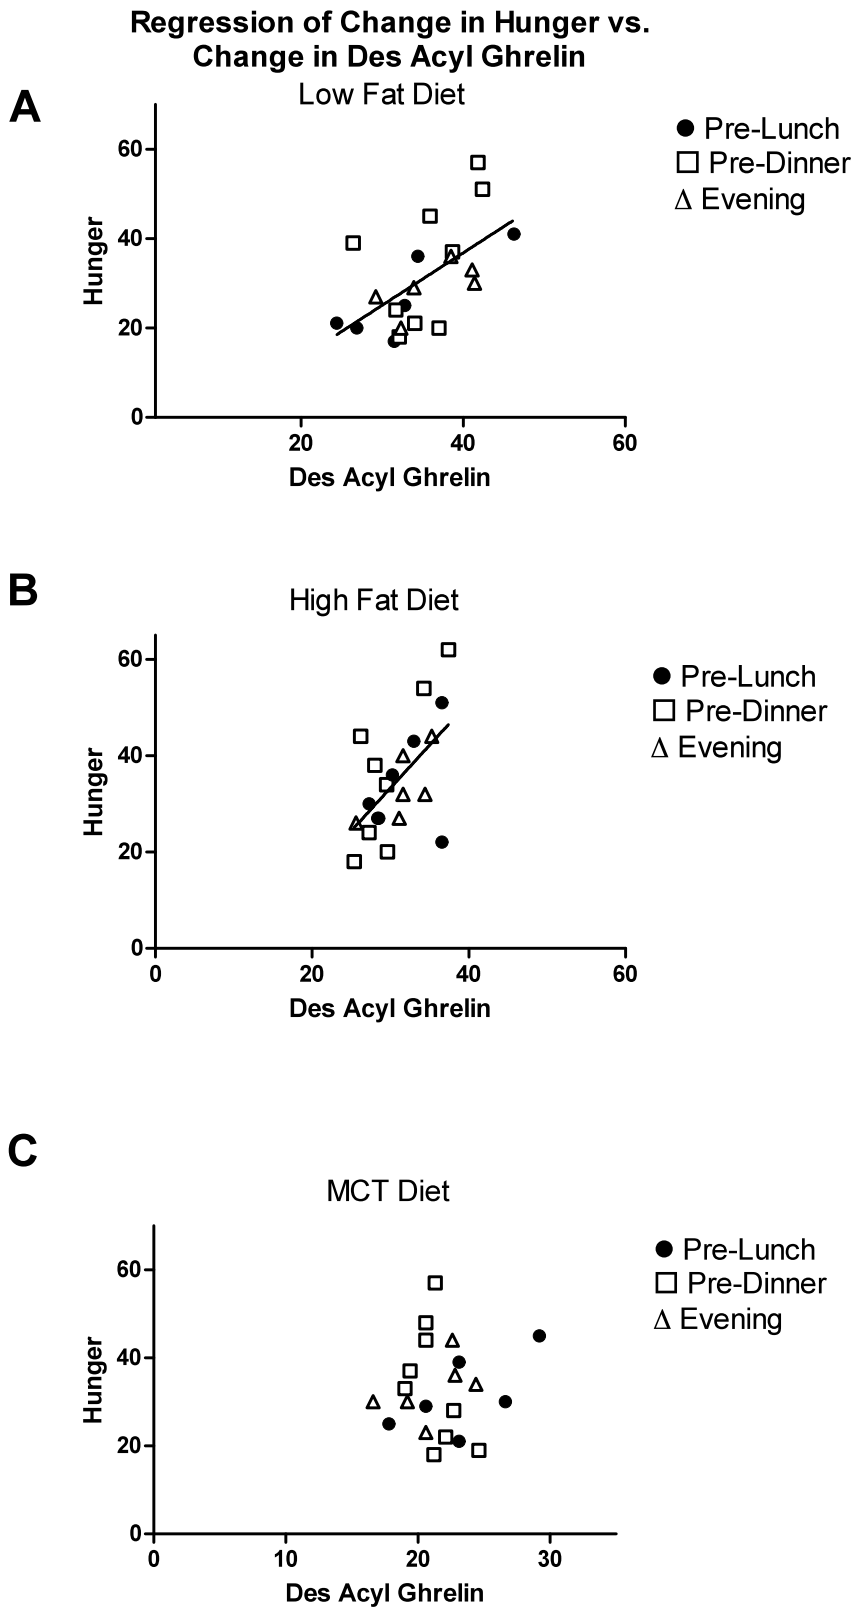 Regression of Change in Hunger vs.
Change in Des Acyl Ghrelin
A
Low Fat Diet
Pre-Lunch
Pre-Dinner
Δ Evening
60
40
20
0
Hunger
20 40 60
Des Acyl Ghrelin
B
High Fat Diet
Pre-Lunch
Pre-Dinner
Δ Evening
60
40
20
0
Hunger
0 20 40 60
Des Acyl Ghrelin
C
MCT Diet
Pre-Lunch
Pre-Dinner
Δ Evening
60
40
20
0
Hunger
0 10 20 30
Des Acyl Ghrelin